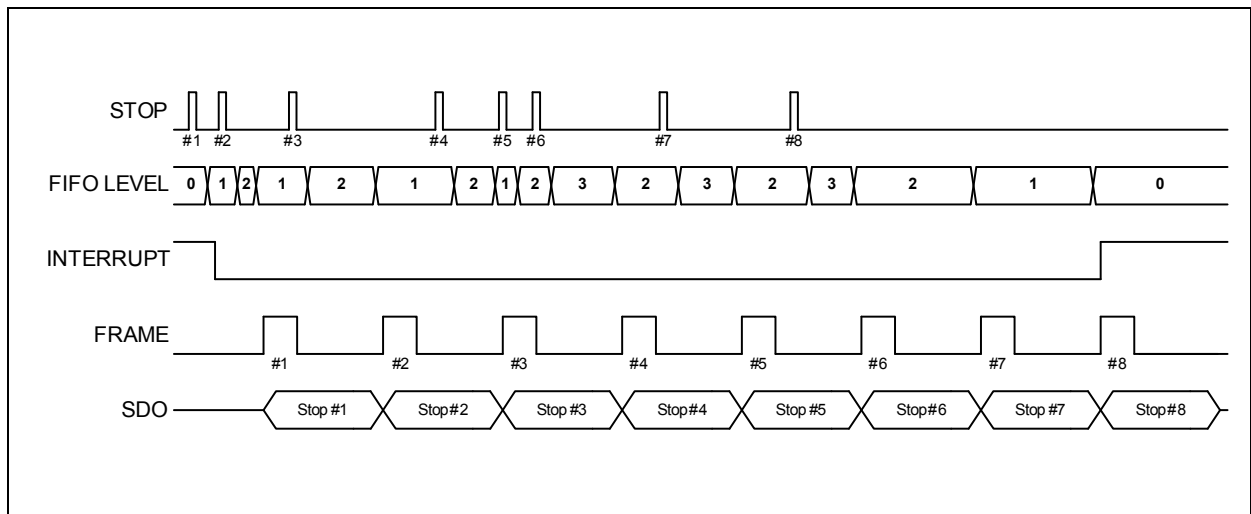 STOP
#1 #2 #3 #4 #5 #6 #7 #8
FIFO LEVEL 0 1 2 1 2 1 2 1 2 3 2 3 2 3 2 1 0
INTERRUPT
FRAME
#1 #2 #3 #4 #5 #6 #7 #8
SDO Stop #1 Stop#2 Stop #3 Stop#4 Stop #5 Stop#6 Stop #7 Stop#8